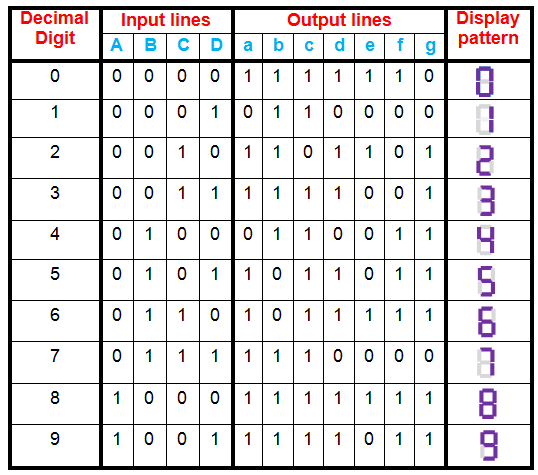 Decimal Digit Input lines Output lines Display pattern
A B C D a b c d e f g
0 0 0 0 0 1 1 1 1 1 1 0 0
1 0 0 0 1 0 1 1 0 0 0 0 1
2 0 0 1 0 1 1 0 1 1 0 1 2
3 0 0 1 1 1 1 1 1 0 0 1 3
4 0 1 0 0 0 1 1 0 0 1 1 4
5 0 1 0 1 1 0 1 1 0 1 1 5
6 0 1 1 0 1 0 1 1 1 1 1 6
7 0 1 1 1 1 1 1 0 0 0 0 7
8 1 0 0 0 1 1 1 1 1 1 1 8
9 1 0 0 1 1 1 1 1 0 1 1 9